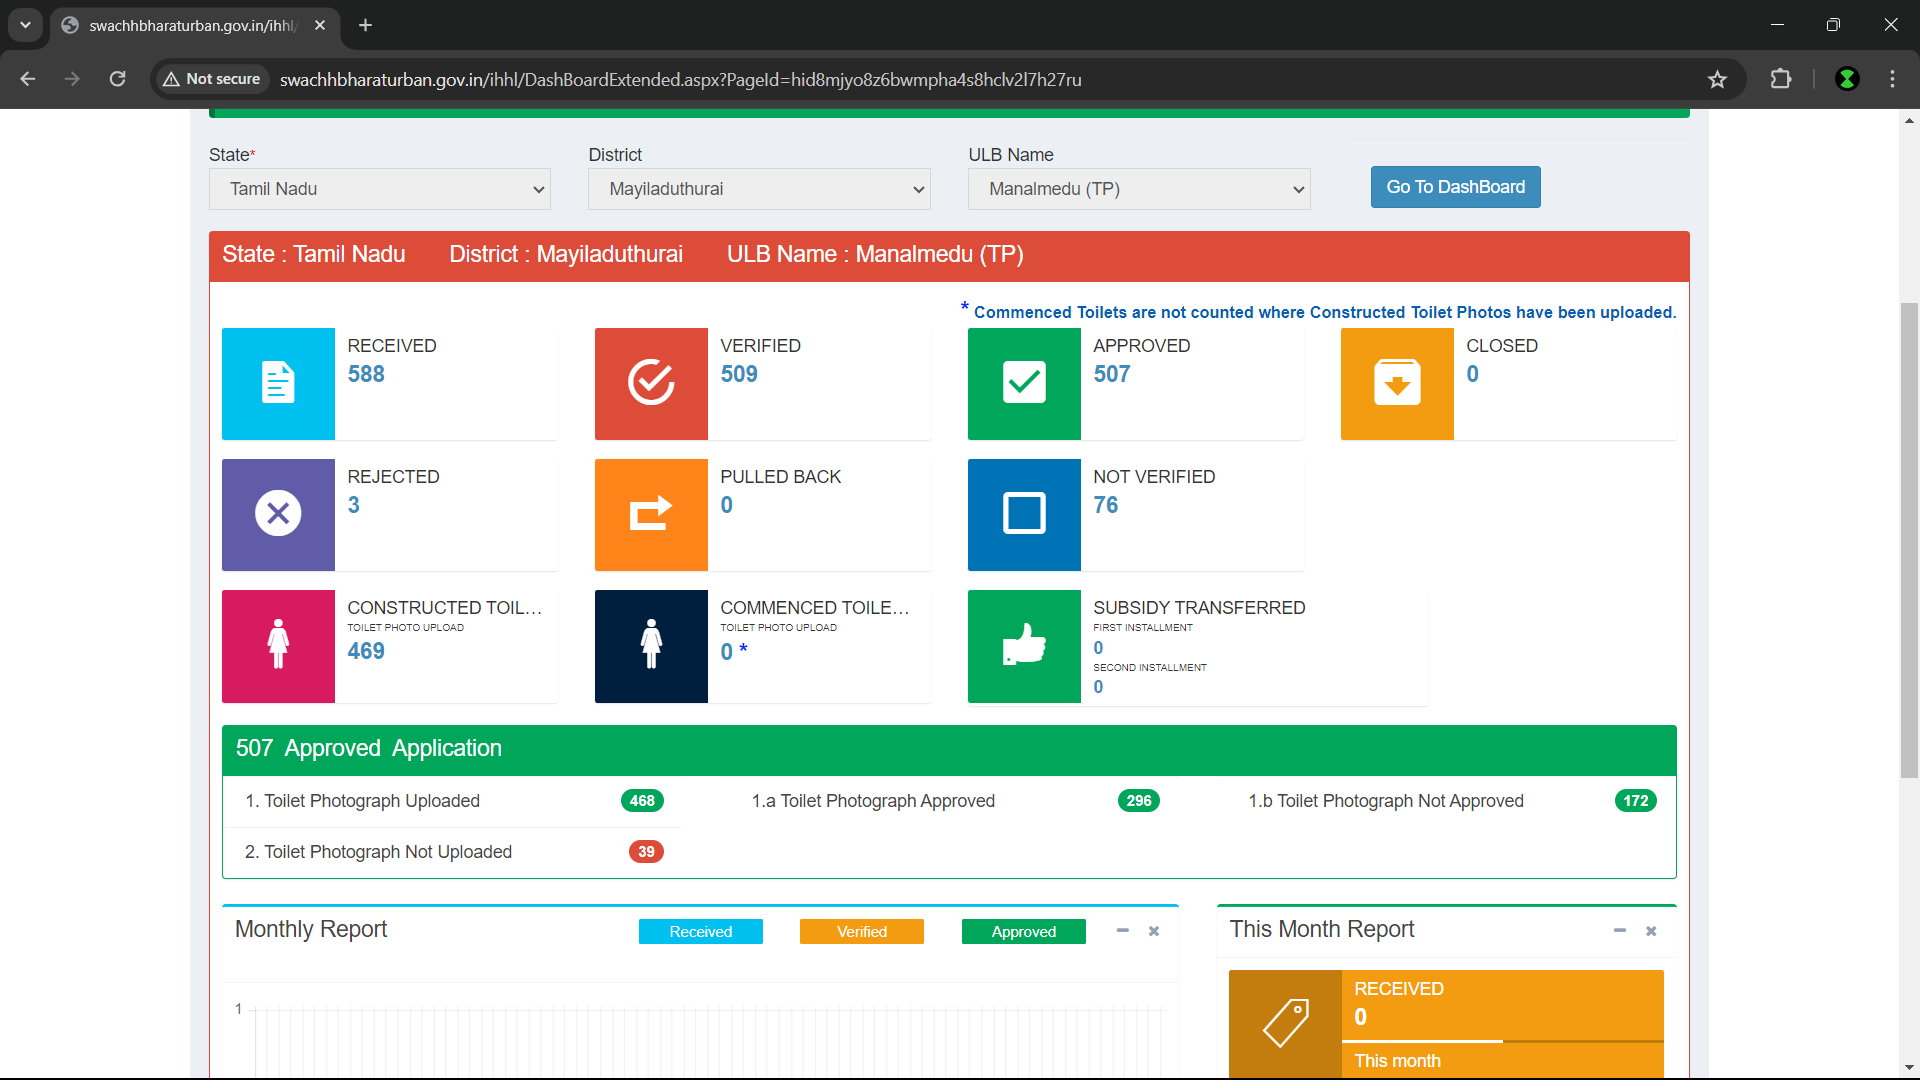 swachhbharaturban.gov.in/ihhl/
Not secure
swachhbharaturban.gov.in/ihhl/DashBoardExtended.aspx?PageId=hid8mjyo8z6bwmpha4s8hclv2l7h27ru
State*
District
ULB Name
Tamil Nadu
Mayiladuthurai
Manalmedu (TP)
Go To DashBoard
State : Tamil Nadu District : Mayiladuthurai ULB Name : Manalmedu (TP)
* Commenced Toilets are not counted where Constructed Toilet Photos have been uploaded.
RECEIVED
588
VERIFIED
509
APPROVED
507
CLOSED
0
REJECTED
3
PULLED BACK
0
NOT VERIFIED
76
CONSTRUCTED TOIL...
TOILET PHOTO UPLOAD
469
COMMENCED TOILE...
TOILET PHOTO UPLOAD
0 *
SUBSIDY TRANSFERRED
FIRST INSTALLMENT
0
SECOND INSTALLMENT
0
507 Approved Application
1. Toilet Photograph Uploaded 468
1.a Toilet Photograph Approved 296
1.b Toilet Photograph Not Approved 172
2. Toilet Photograph Not Uploaded 39
Monthly Report
Received
Verified
Approved
1
This Month Report
RECEIVED
0
This month